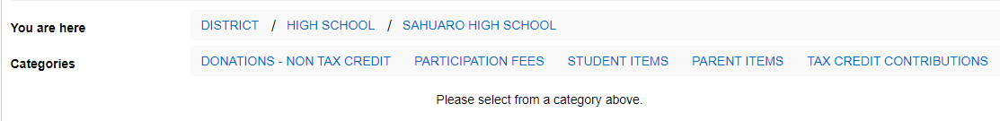 You are here DISTRICT / HIGH SCHOOL / SAHUARO HIGH SCHOOL
Categories DONATIONS - NON TAX CREDIT PARTICIPATION FEES STUDENT ITEMS PARENT ITEMS TAX CREDIT CONTRIBUTIONS
Please select from a category above.